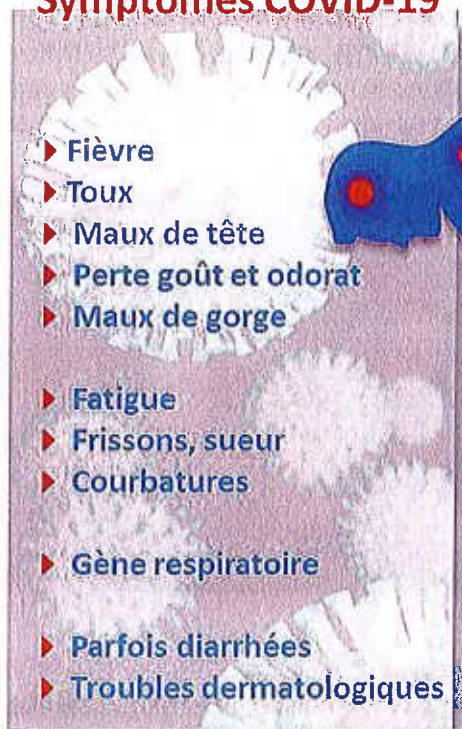 Symptômes COVID-19
Fièvre
Toux
Maux de tête
Perte goût et odorat
Maux de gorge
Fatigue
Frissons, sueur
Courbatures
Gène respiratoire
Parfois diarrhées
Troubles dermatologiques